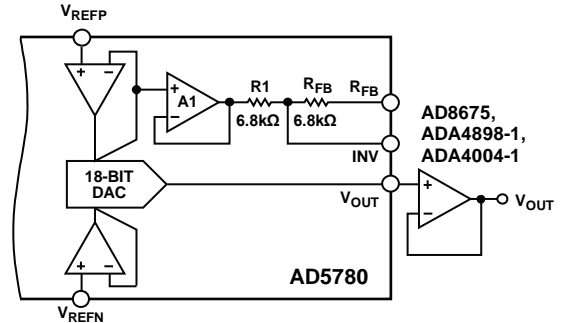 VREFP
+ −
+
−
A1
R1
6.8kΩ
RFB
6.8kΩ
RFB
INV
AD8675,
ADA4898-1,
ADA4004-1
18-BIT
DAC
VOUT
+
−
VOUT
+ −
AD5780
VREFN